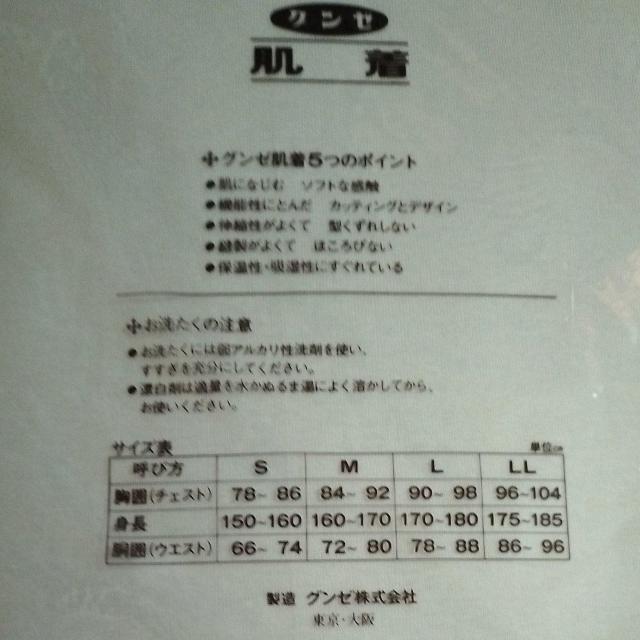 グンゼ
肌着
✚グンゼ肌着5つのポイント
●肌になじむ ソフトな感触
●機能性にとんだ カッティングとデザイン
●伸縮性がよくて 型くずれしない
●縫製がよくて ほころびない
●保温性・吸湿性にすぐれている
✚お洗たくの注意
●お洗たくには弱アルカリ性洗剤を使い、
すすぎを充分にしてください。
●漂白剤は適量を水かぬるま湯によく溶かしてから、
お使いください。
サイズ表 単位cm
呼び方 S M L LL
胸囲(チェスト) 78~86 84~92 90~98 96~104
身長 150~160 160~170 170~180 175~185
胴囲(ウエスト) 66~74 72~80 78~88 86~96
製造 グンゼ株式会社
東京・大阪